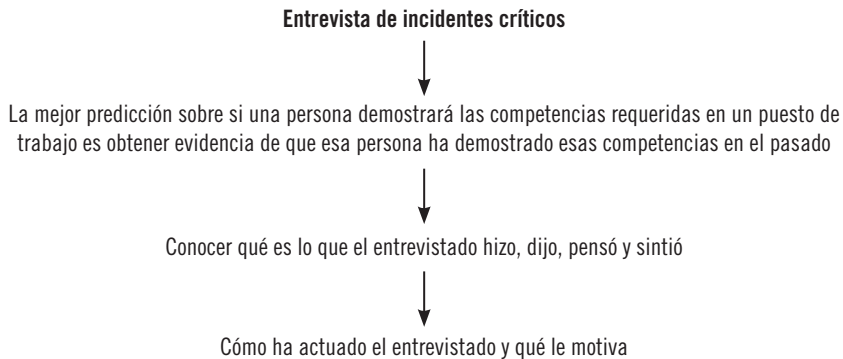 Entrevista de incidentes críticos
La mejor predicción sobre si una persona demostrará las competencias requeridas en un puesto de
trabajo es obtener evidencia de que esa persona ha demostrado esas competencias en el pasado
Conocer qué es lo que el entrevistado hizo, dijo, pensó y sintió
Cómo ha actuado el entrevistado y qué le motiva